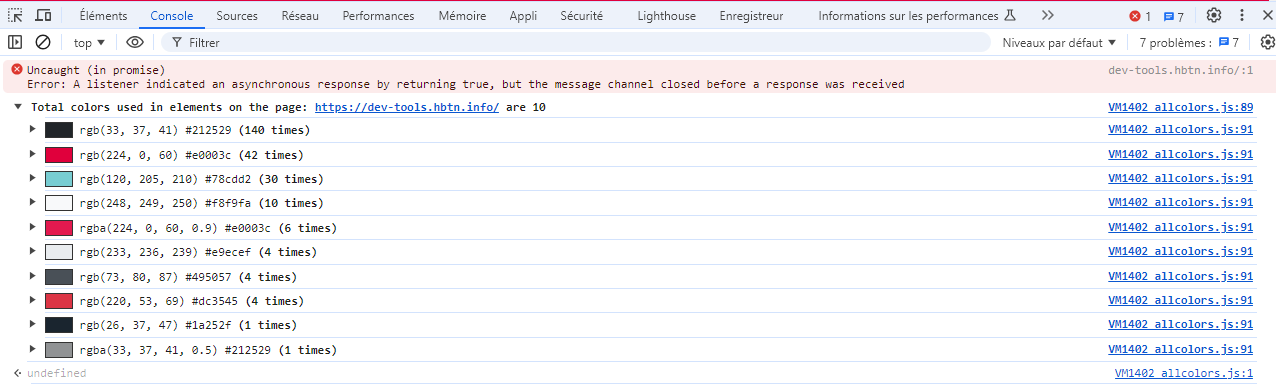 Éléments Console Sources Réseau Performances Mémoire Appli Sécurité Lighthouse Enregistreur Informations sur les performances 1 7
top Filtrer Niveaux par défaut 7 problèmes : 7
Uncaught (in promise) dev-tools.hbtn.info/:1
Error: A listener indicated an asynchronous response by returning true, but the message channel closed before a response was received
Total colors used in elements on the page: https://dev-tools.hbtn.info/ are 10 VM1402 allcolors.js:89
rgb(33, 37, 41) #212529 (140 times) VM1402 allcolors.js:91
rgb(224, 0, 60) #e0003c (42 times) VM1402 allcolors.js:91
rgb(120, 205, 210) #78cdd2 (30 times) VM1402 allcolors.js:91
rgb(248, 249, 250) #f8f9fa (10 times) VM1402 allcolors.js:91
rgba(224, 0, 60, 0.9) #e0003c (6 times) VM1402 allcolors.js:91
rgb(233, 236, 239) #e9ecef (4 times) VM1402 allcolors.js:91
rgb(73, 80, 87) #495057 (4 times) VM1402 allcolors.js:91
rgb(220, 53, 69) #dc3545 (4 times) VM1402 allcolors.js:91
rgb(26, 37, 47) #1a252f (1 times) VM1402 allcolors.js:91
rgba(33, 37, 41, 0.5) #212529 (1 times) VM1402 allcolors.js:91
undefined VM1402 allcolors.js:1